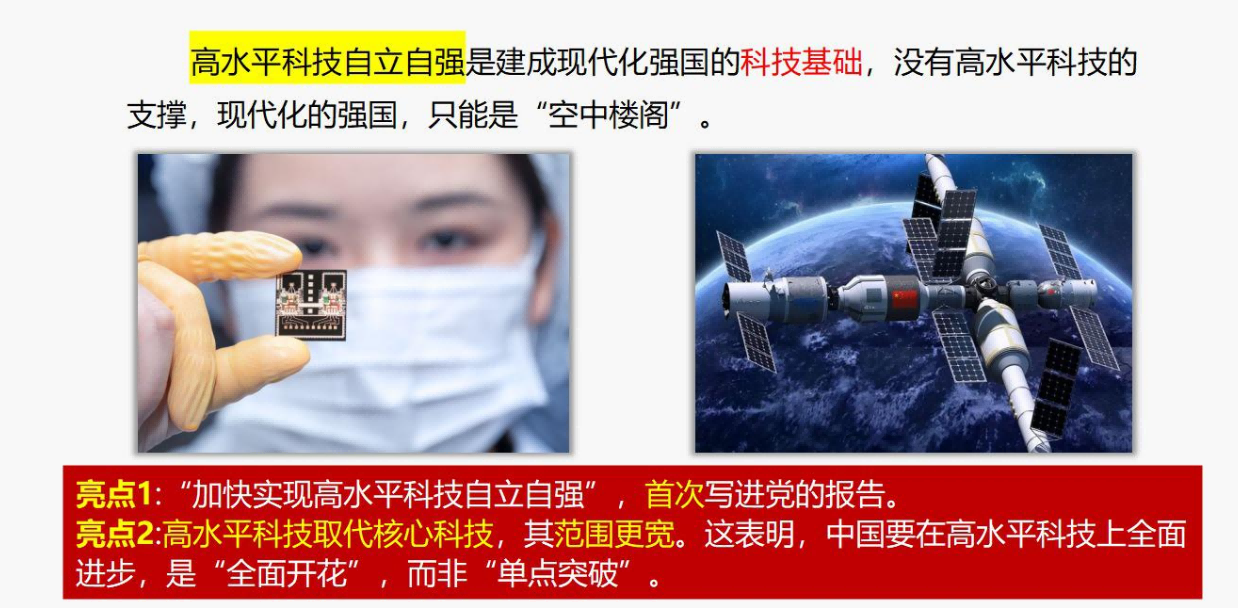 高水平科技自立自强是建成现代化强国的科技基础，没有高水平科技的
支撑，现代化的强国，只能是“空中楼阁”。
亮点1:“加快实现高水平科技自立自强”，首次写进党的报告。
亮点2:高水平科技取代核心科技，其范围更宽。这表明，中国要在高水平科技上全面
进步，是“全面开花”，而非“单点突破”。